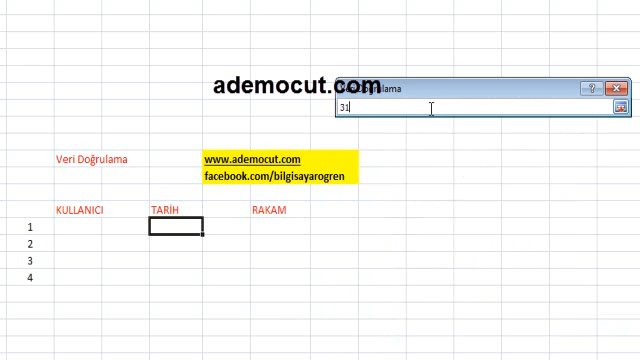 ademocut.com
Veri Doğrulama
31
Veri Doğrulama
www.ademocut.com
facebook.com/bilgisayarogren
KULLANICI TARİH RAKAM
1
2
3
4